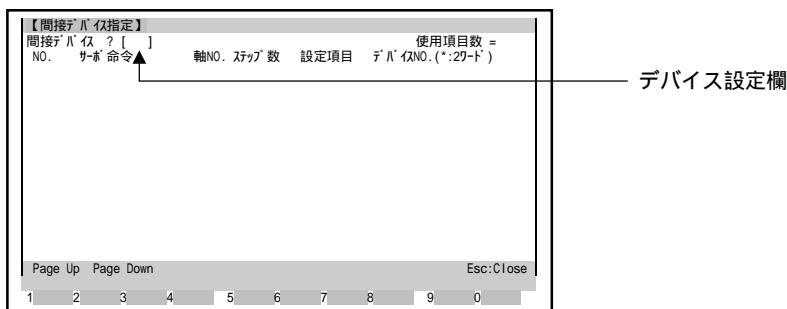 【間接ﾃﾞﾊﾞｲｽ指定】
間接ﾃﾞﾊﾞｲｽ ? [ ] 使用項目数 =
NO. ｻｰﾎﾞ命令 軸NO. ｽﾃｯﾌﾟ数 設定項目 ﾃﾞﾊﾞｲｽNO.(*:2ﾜｰﾄﾞ)
デバイス設定欄
Page Up Page Down Esc:Close
1 2 3 4 5 6 7 8 9 0